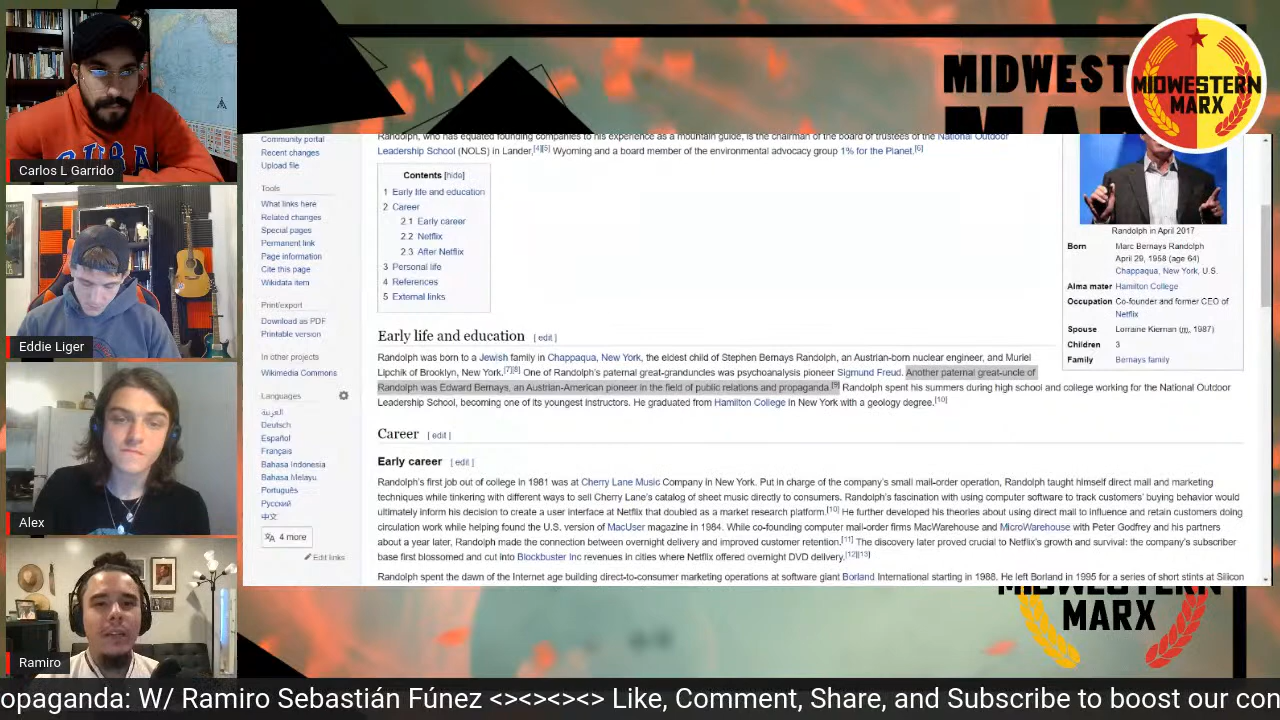 MIDWEST
MA
MIDWESTERN
MARX
Carlos L Garrido
CUBA
Eddie Liger
Alex
Ramiro
Community portal
Recent changes
Upload file
Tools
What links here
Related changes
Special pages
Permanent link
Page information
Cite this page
Wikidata item
Print/export
Download as PDF
Printable version
In other projects
Wikimedia Commons
Languages
العربية
Deutsch
Español
Français
Bahasa Indonesia
Bahasa Melayu
Português
Русский
中文
4 more
Edit links
Randolph, who has equated founding companies to his experience as a mountain guide, is the chairman of the board of trustees of the National Outdoor
Leadership School (NOLS) in Lander,[4][5] Wyoming and a board member of the environmental advocacy group 1% for the Planet.[6]
Contents [hide]
1 Early life and education
2 Career
2.1 Early career
2.2 Netflix
2.3 After Netflix
3 Personal life
4 References
5 External links
Early life and education [ edit ]
Randolph was born to a Jewish family in Chappaqua, New York, the eldest child of Stephen Bernays Randolph, an Austrian-born nuclear engineer, and Muriel
Lipchik of Brooklyn, New York.[7][8] One of Randolph's paternal great-granduncles was psychoanalysis pioneer Sigmund Freud. Another paternal great-uncle of
Randolph was Edward Bernays, an Austrian-American pioneer in the field of public relations and propaganda.[9] Randolph spent his summers during high school and college working for the National Outdoor
Leadership School, becoming one of its youngest instructors. He graduated from Hamilton College in New York with a geology degree.[10]
Career [ edit ]
Early career [ edit ]
Randolph's first job out of college in 1981 was at Cherry Lane Music Company in New York. Put in charge of the company's small mail-order operation, Randolph taught himself direct mail and marketing
techniques while tinkering with different ways to sell Cherry Lane's catalog of sheet music directly to consumers. Randolph's fascination with using computer software to track customers' buying behavior would
ultimately inform his decision to create a user interface at Netflix that doubled as a market research platform.[10] He further developed his theories about using direct mail to influence and retain customers doing
circulation work while helping found the U.S. version of MacUser magazine in 1984. While co-founding computer mail-order firms MacWarehouse and MicroWarehouse with Peter Godfrey and his partners
about a year later, Randolph made the connection between overnight delivery and improved customer retention.[11] The discovery later proved crucial to Netflix's growth and survival: the company's subscriber
base first blossomed and cut into Blockbuster Inc revenues in cities where Netflix offered overnight DVD delivery.[12][13]
Randolph spent the dawn of the Internet age building direct-to-consumer marketing operations at software giant Borland International starting in 1988. He left Borland in 1995 for a series of short stints at Silicon
Randolph in April 2017
Born Marc Bernays Randolph
April 29, 1958 (age 64)
Chappaqua, New York, U.S.
Alma mater Hamilton College
Occupation Co-founder and former CEO of
Netflix
Spouse Lorraine Kiernan (m. 1987)
Children 3
Family Bernays family
MIDWESTERN
MARX
opaganda: W/ Ramiro Sebastián Fúnez <><><><> Like, Comment, Share, and Subscribe to boost our con